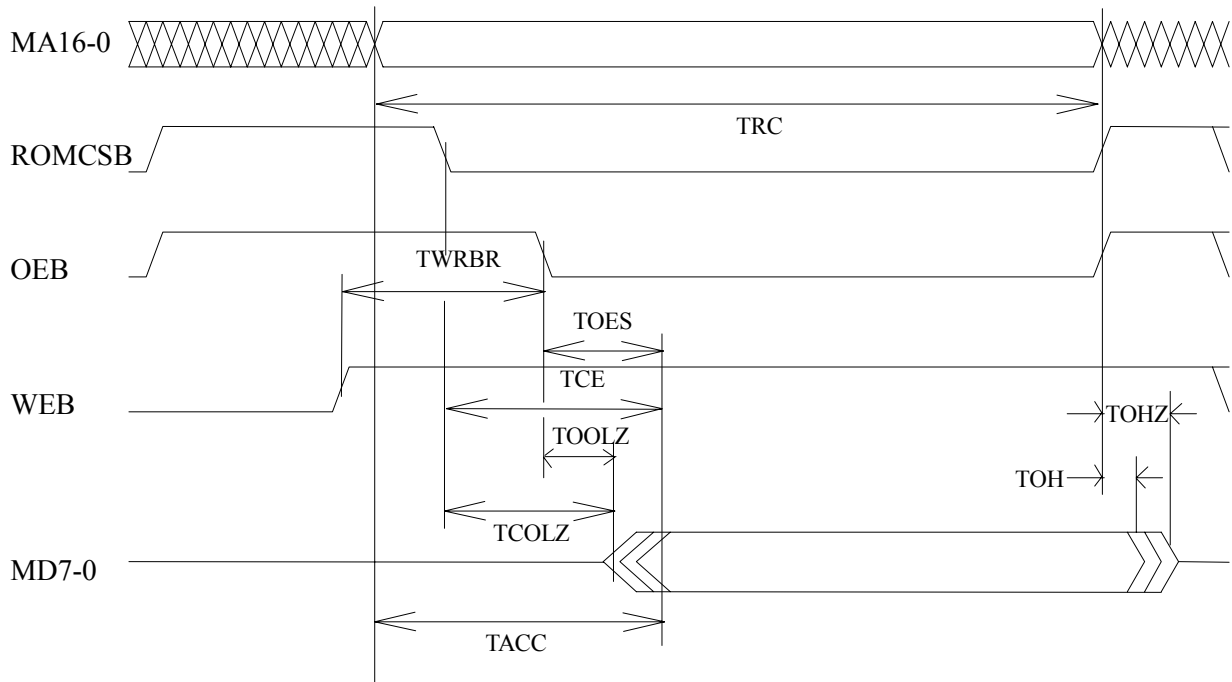 MA16-0
TRC
ROMCSB
OEB
TWRBR
TOES
TCE
WEB
TOHZ
TOOLZ
TOH
TCOLZ
MD7-0
TACC